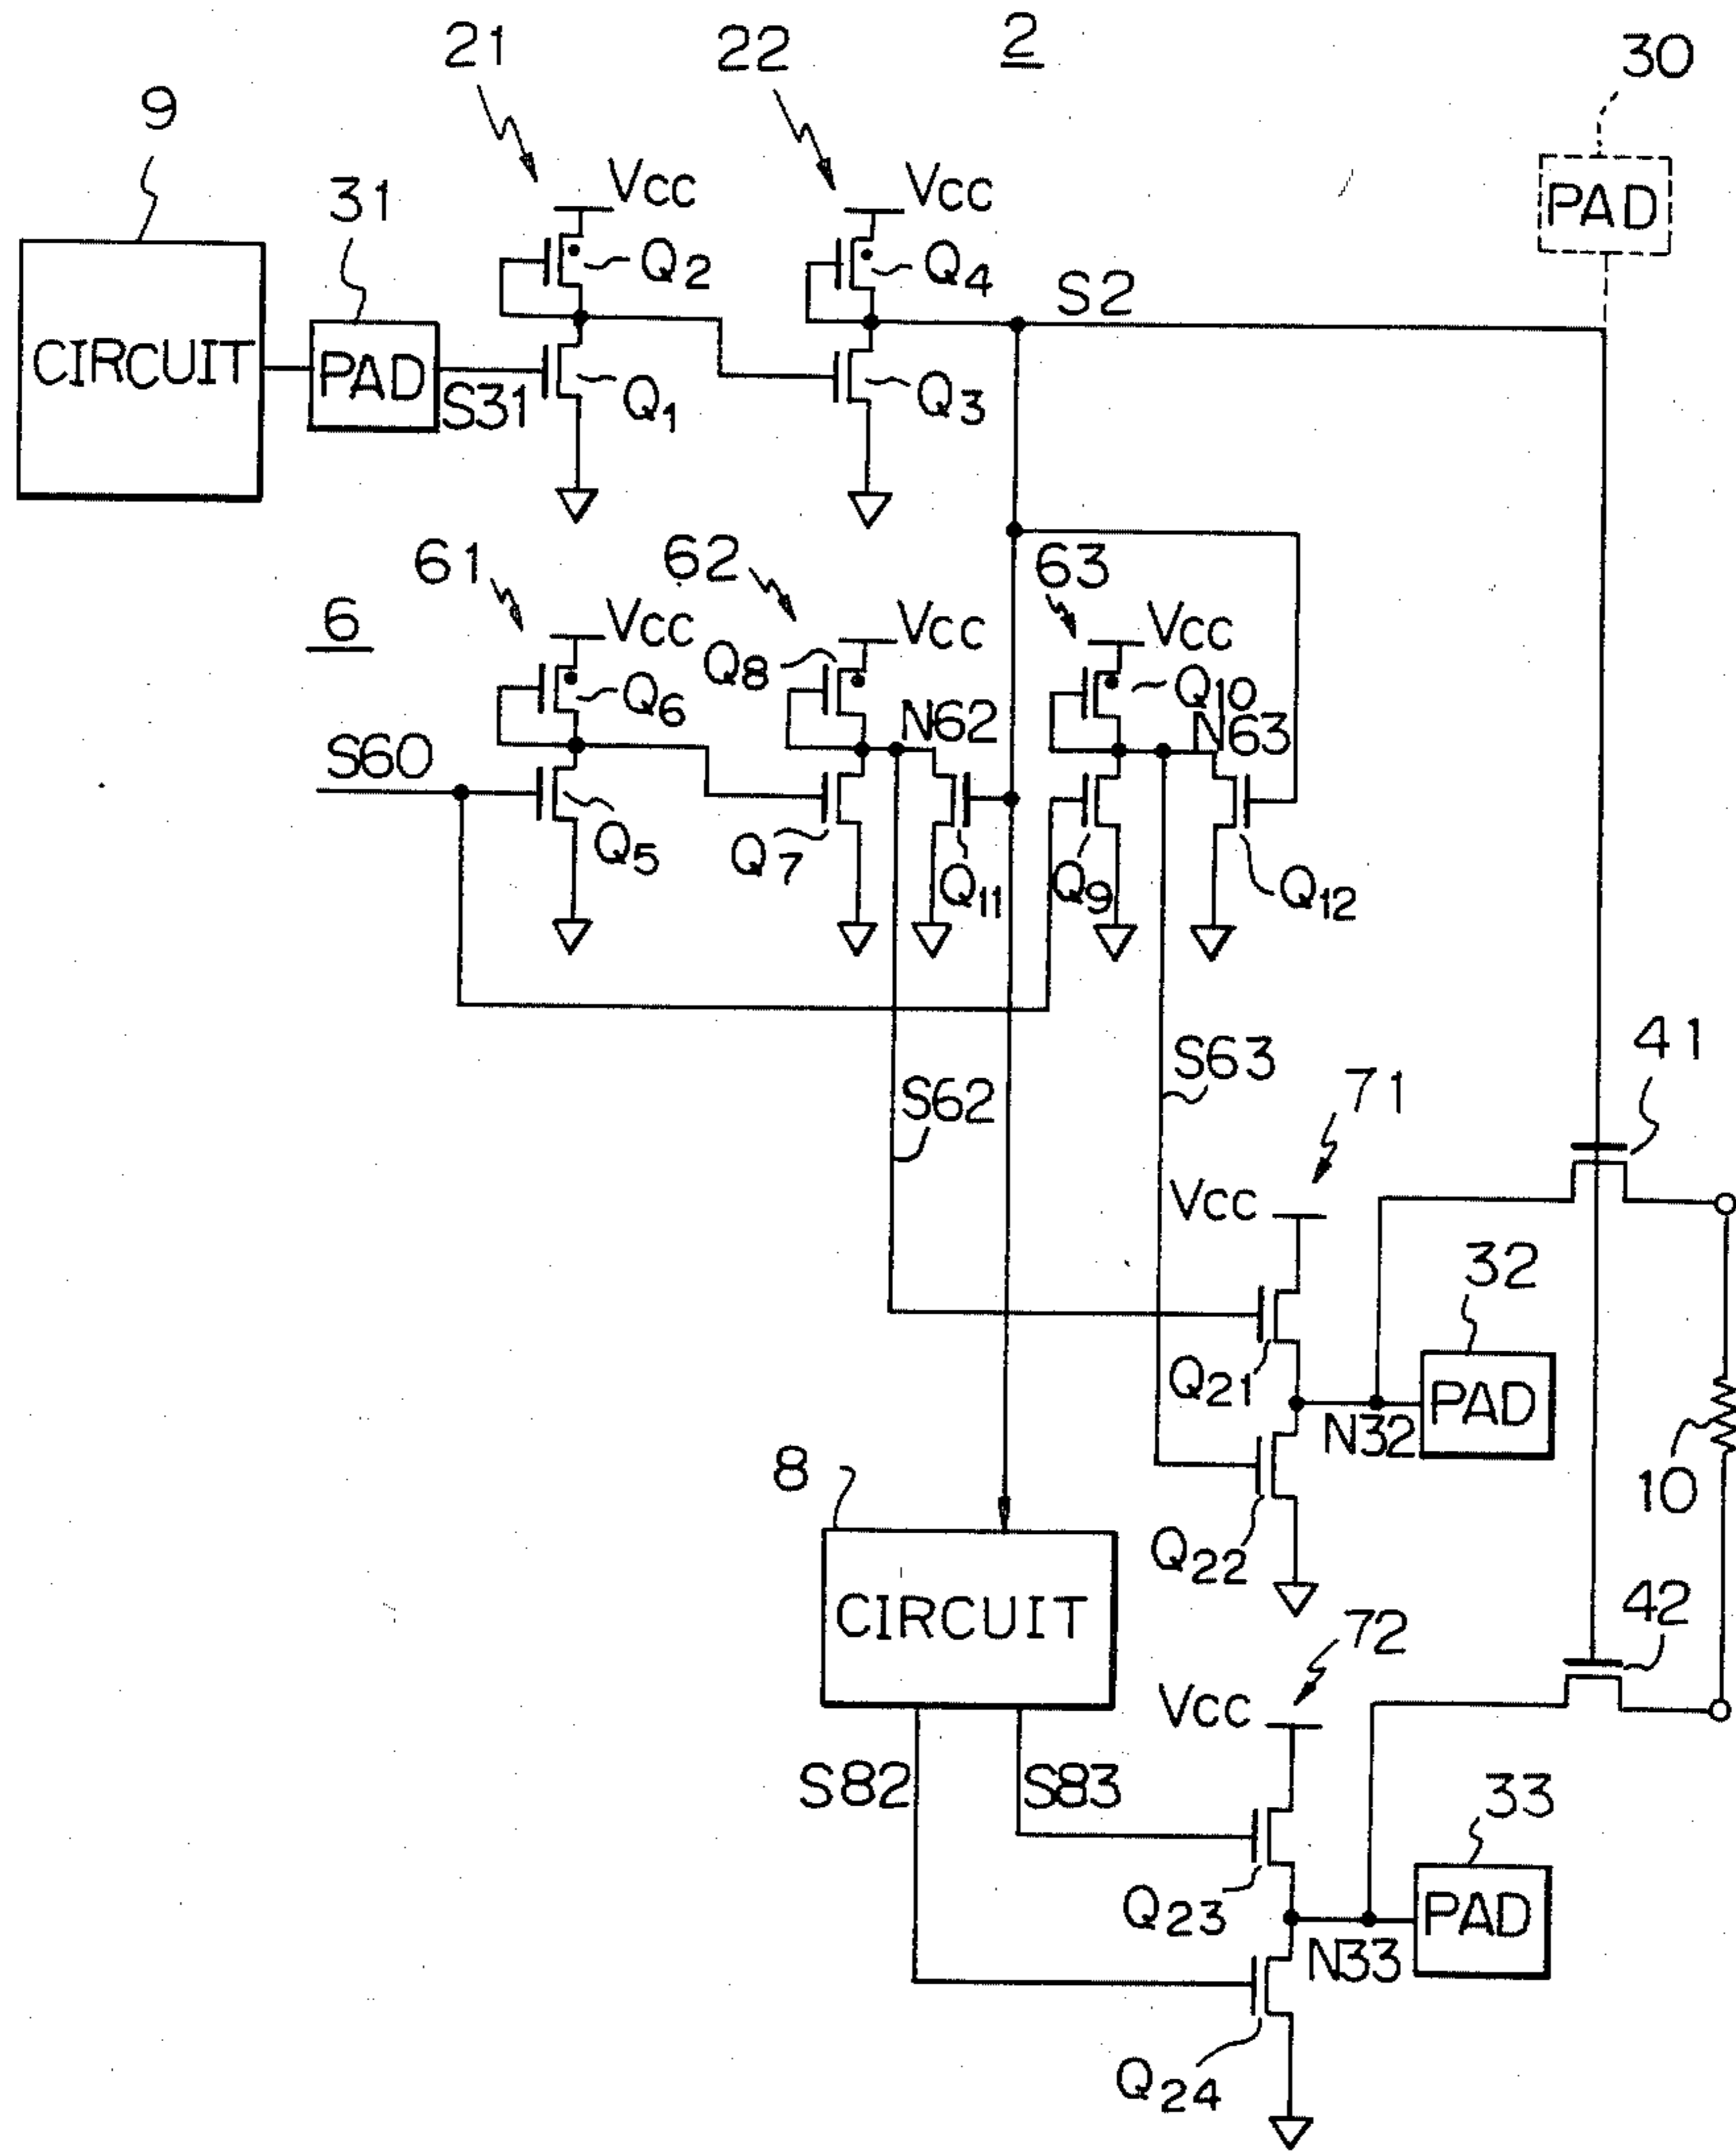 21
22
2
30
9
31
Vcc
Vcc
PAD
Q2
Q4
S2
CIRCUIT
PAD
S31
Q1
Q3
61
62
63
6
Vcc
Vcc
Vcc
Q6
Q8
Q10
N62
N63
S60
Q5
Q7
Q11
Q9
Q12
41
S62
S63
71
Vcc
32
Q21
PAD
N32
10
8
Q22
CIRCUIT
72
42
Vcc
S82
S83
33
Q23
PAD
N33
Q24